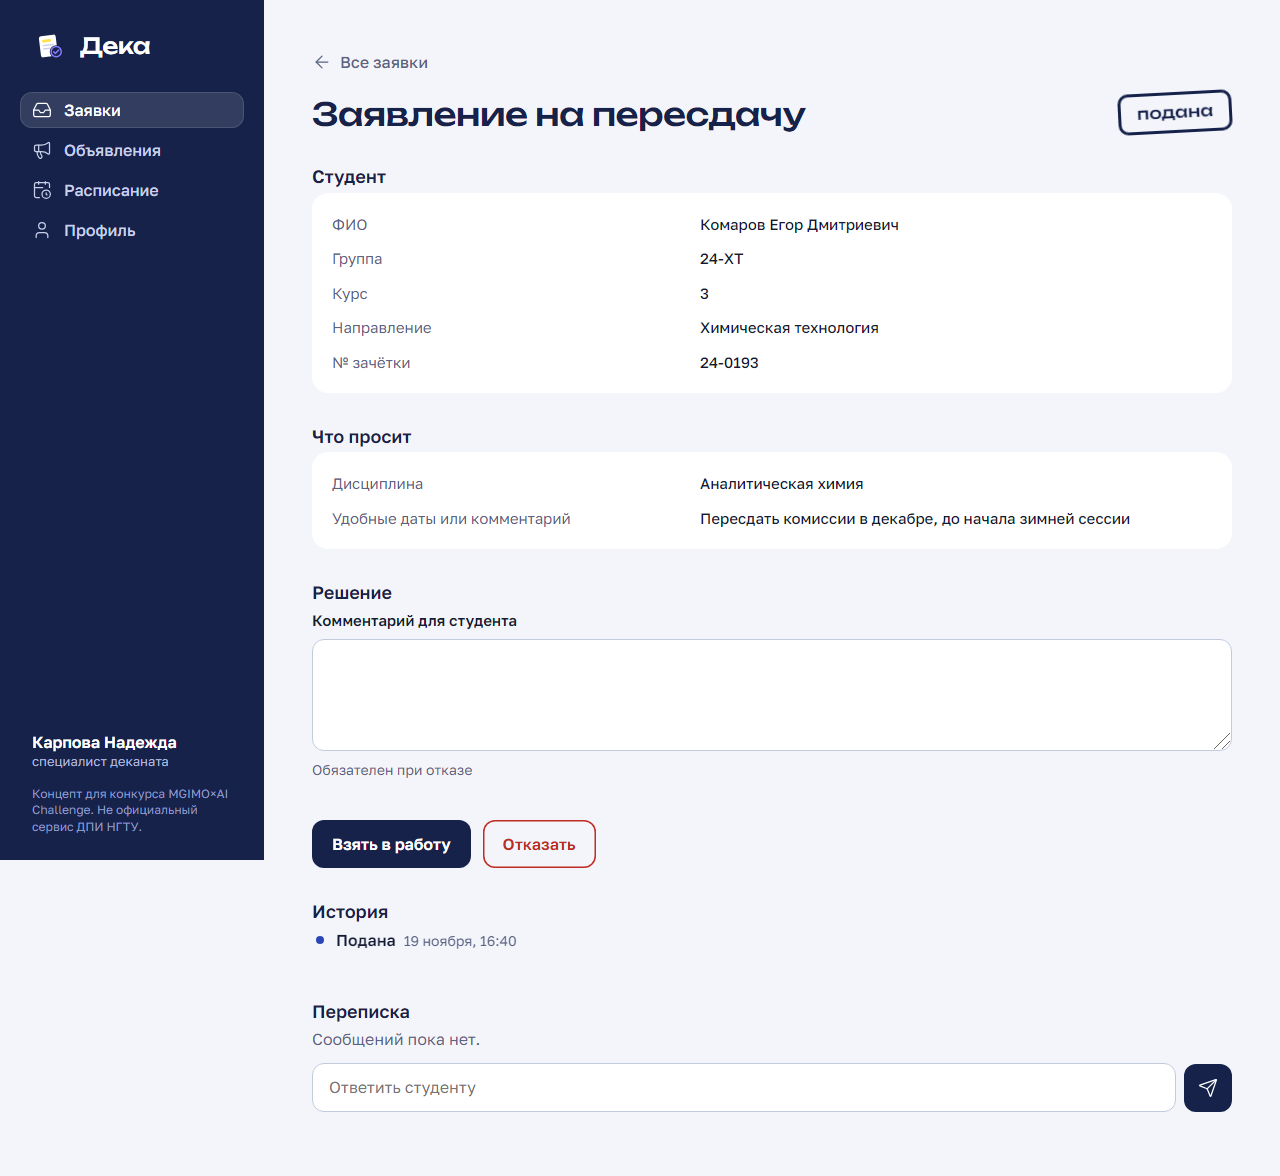 Дека
Заявки
Объявления
Расписание
Профиль
Карпова Надежда
специалист деканата
Концепт для конкурса MGIMO×AI
Challenge. Не официальный
сервис ДПИ НГТУ.
Все заявки
Заявление на пересдачу
подана
Студент
ФИО Комаров Егор Дмитриевич
Группа 24-ХТ
Курс 3
Направление Химическая технология
№ зачётки 24-0193
Что просит
Дисциплина Аналитическая химия
Удобные даты или комментарий Пересдать комиссии в декабре, до начала зимней сессии
Решение
Комментарий для студента
Обязателен при отказе
Взять в работу Отказать
История
Подана 19 ноября, 16:40
Переписка
Сообщений пока нет.
Ответить студенту